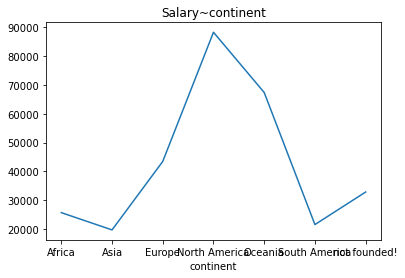 Salary~continent
90000
80000
70000
60000
50000
40000
30000
20000
Africa Asia Europe North America Oceania South America not founded!
continent